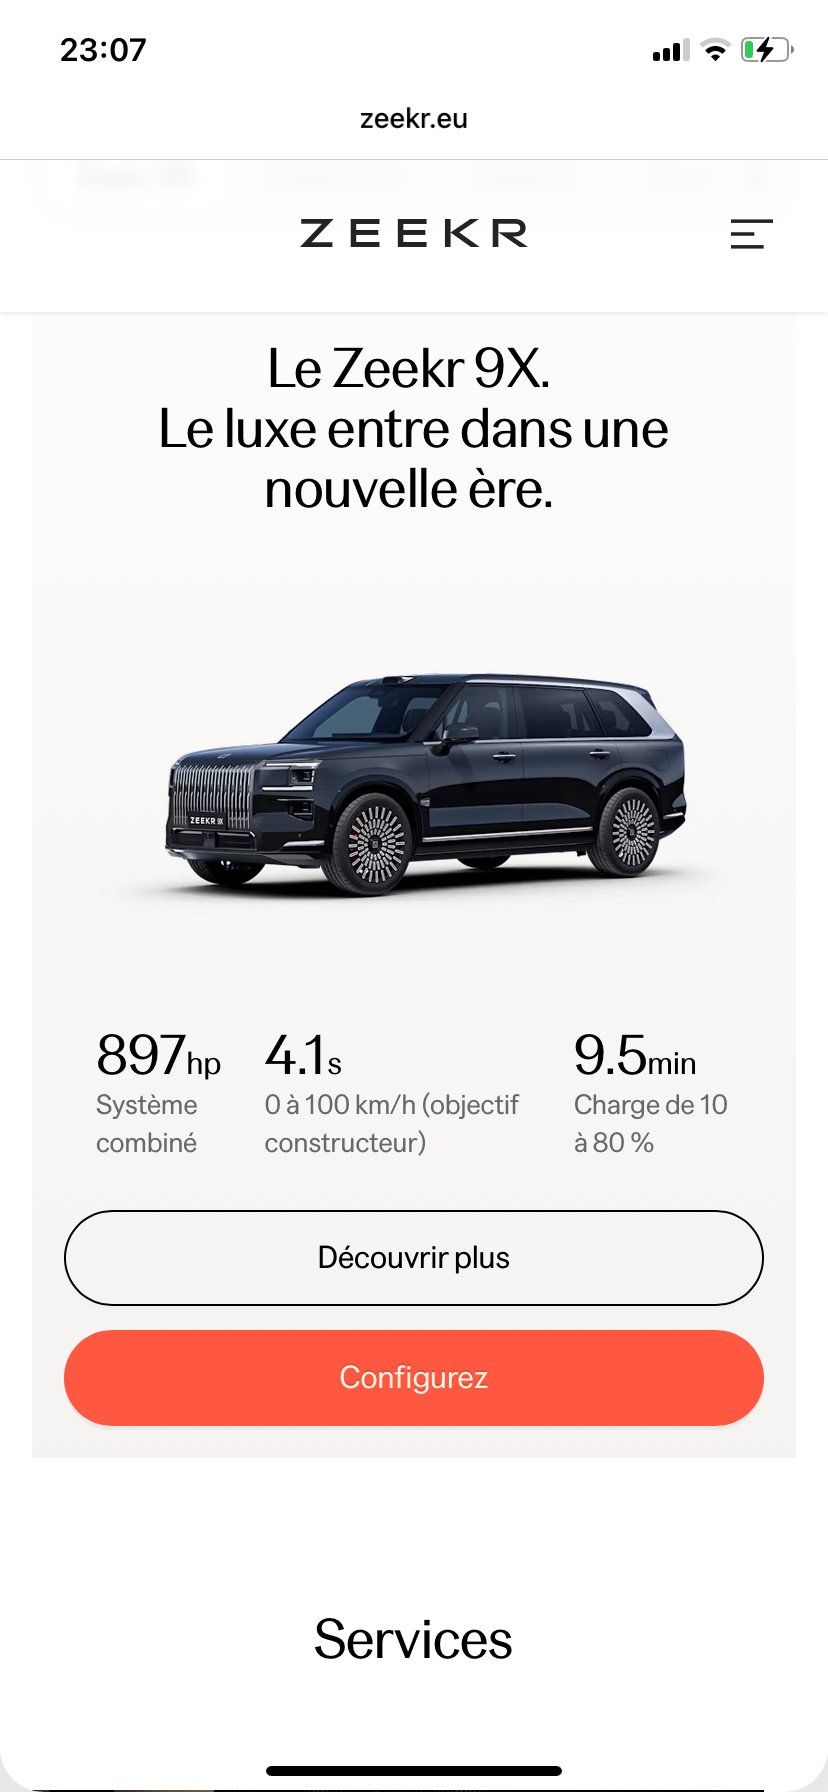 23:07
zeekr.eu
ZEEKR
Le Zeekr 9X.
Le luxe entre dans une
nouvelle ère.
ZEEKR 9X
897hp
Système
combiné
4.1s
0 à 100 km/h (objectif
constructeur)
9.5min
Charge de 10
à 80 %
Découvrir plus
Configurez
Services